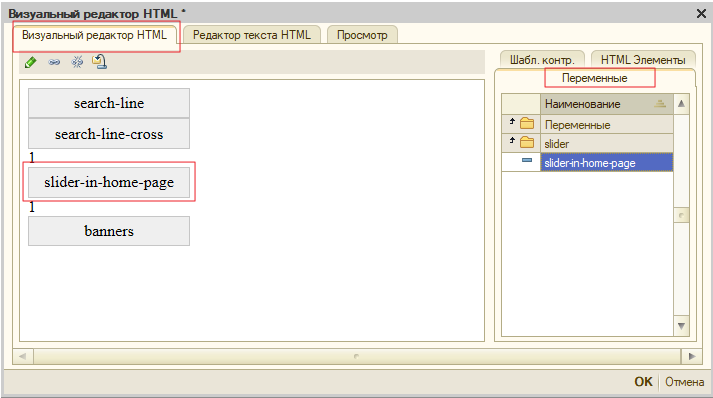 Визуальный редактор HTML *
Визуальный редактор HTML Редактор текста HTML Просмотр
Шабл. контр. HTML Элементы
Переменные
Наименование
Переменные
slider
slider-in-home-page
search-line
search-line-cross
1
slider-in-home-page
1
banners
OK Отмена